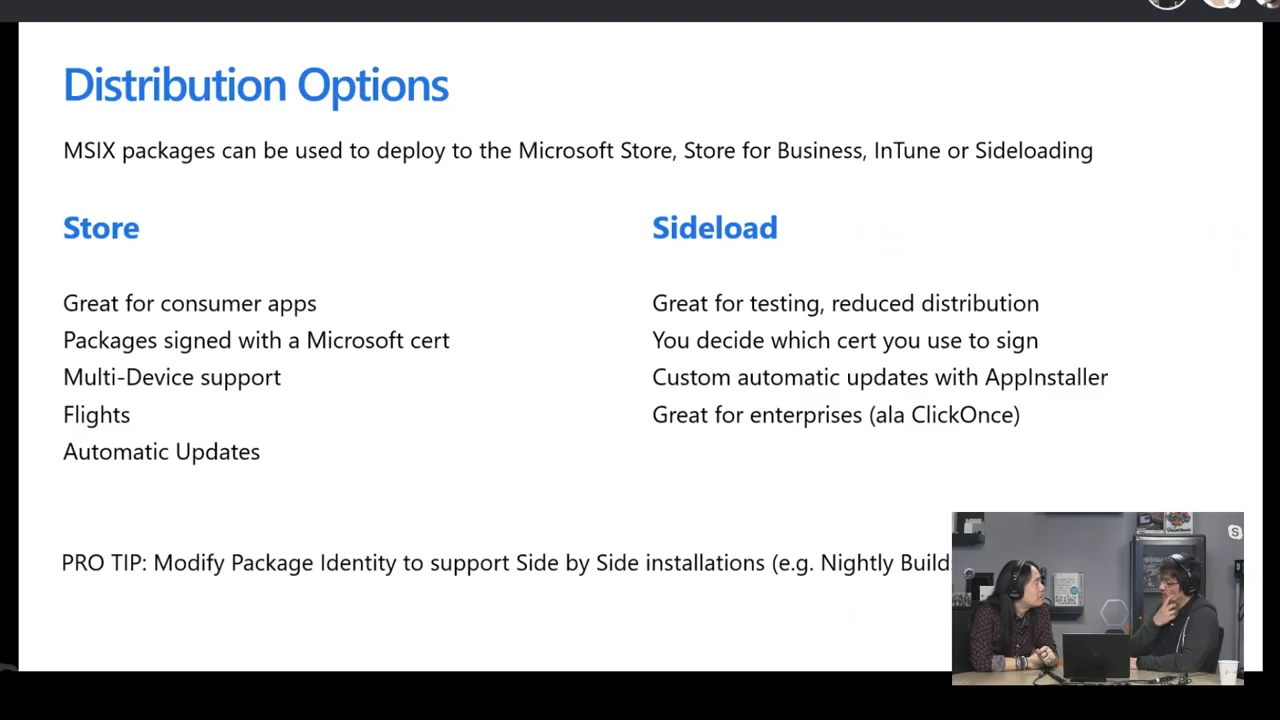 Distribution Options
MSIX packages can be used to deploy to the Microsoft Store, Store for Business, InTune or Sideloading
Store
Great for consumer apps
Packages signed with a Microsoft cert
Multi-Device support
Flights
Automatic Updates
Sideload
Great for testing, reduced distribution
You decide which cert you use to sign
Custom automatic updates with AppInstaller
Great for enterprises (ala ClickOnce)
PRO TIP: Modify Package Identity to support Side by Side installations (e.g. Nightly Build